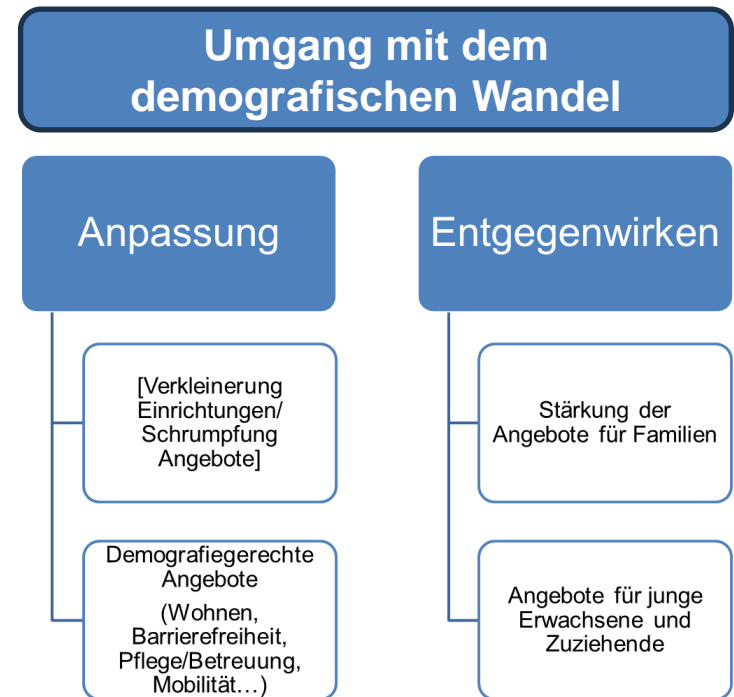 Umgang mit dem
demografischen Wandel
Anpassung
[Verkleinerung
Einrichtungen/
Schrumpfung
Angebote]
Demografiegerechte
Angebote
(Wohnen,
Barrierefreiheit,
Pflege/Betreuung,
Mobilität…)
Entgegenwirken
Stärkung der
Angebote für Familien
Angebote für junge
Erwachsene und
Zuziehende